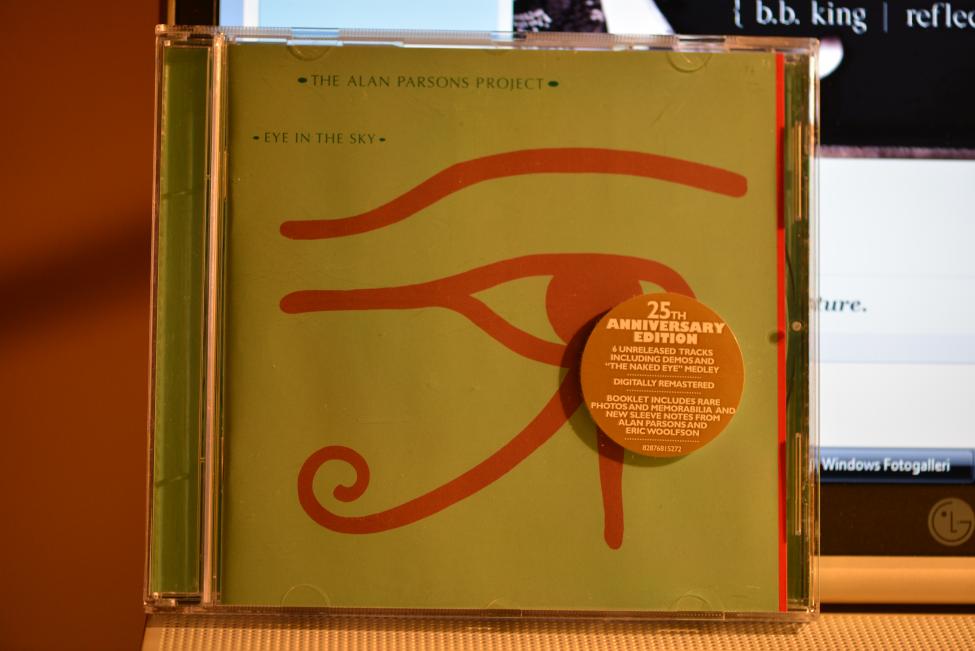 { b.b. king | reflec
•THE ALAN PARSONS PROJECT•
•EYE IN THE SKY•
ture.
25TH
ANNIVERSARY
EDITION
6 UNRELEASED TRACKS
INCLUDING DEMOS AND
"THE NAKED EYE" MEDLEY
DIGITALLY REMASTERED
BOOKLET INCLUDES RARE
PHOTOS AND MEMORABILIA AND
NEW SLEEVE NOTES FROM
ALAN PARSONS AND
ERIC WOOLFSON
82876815272
Windows Fotogalleri
LG